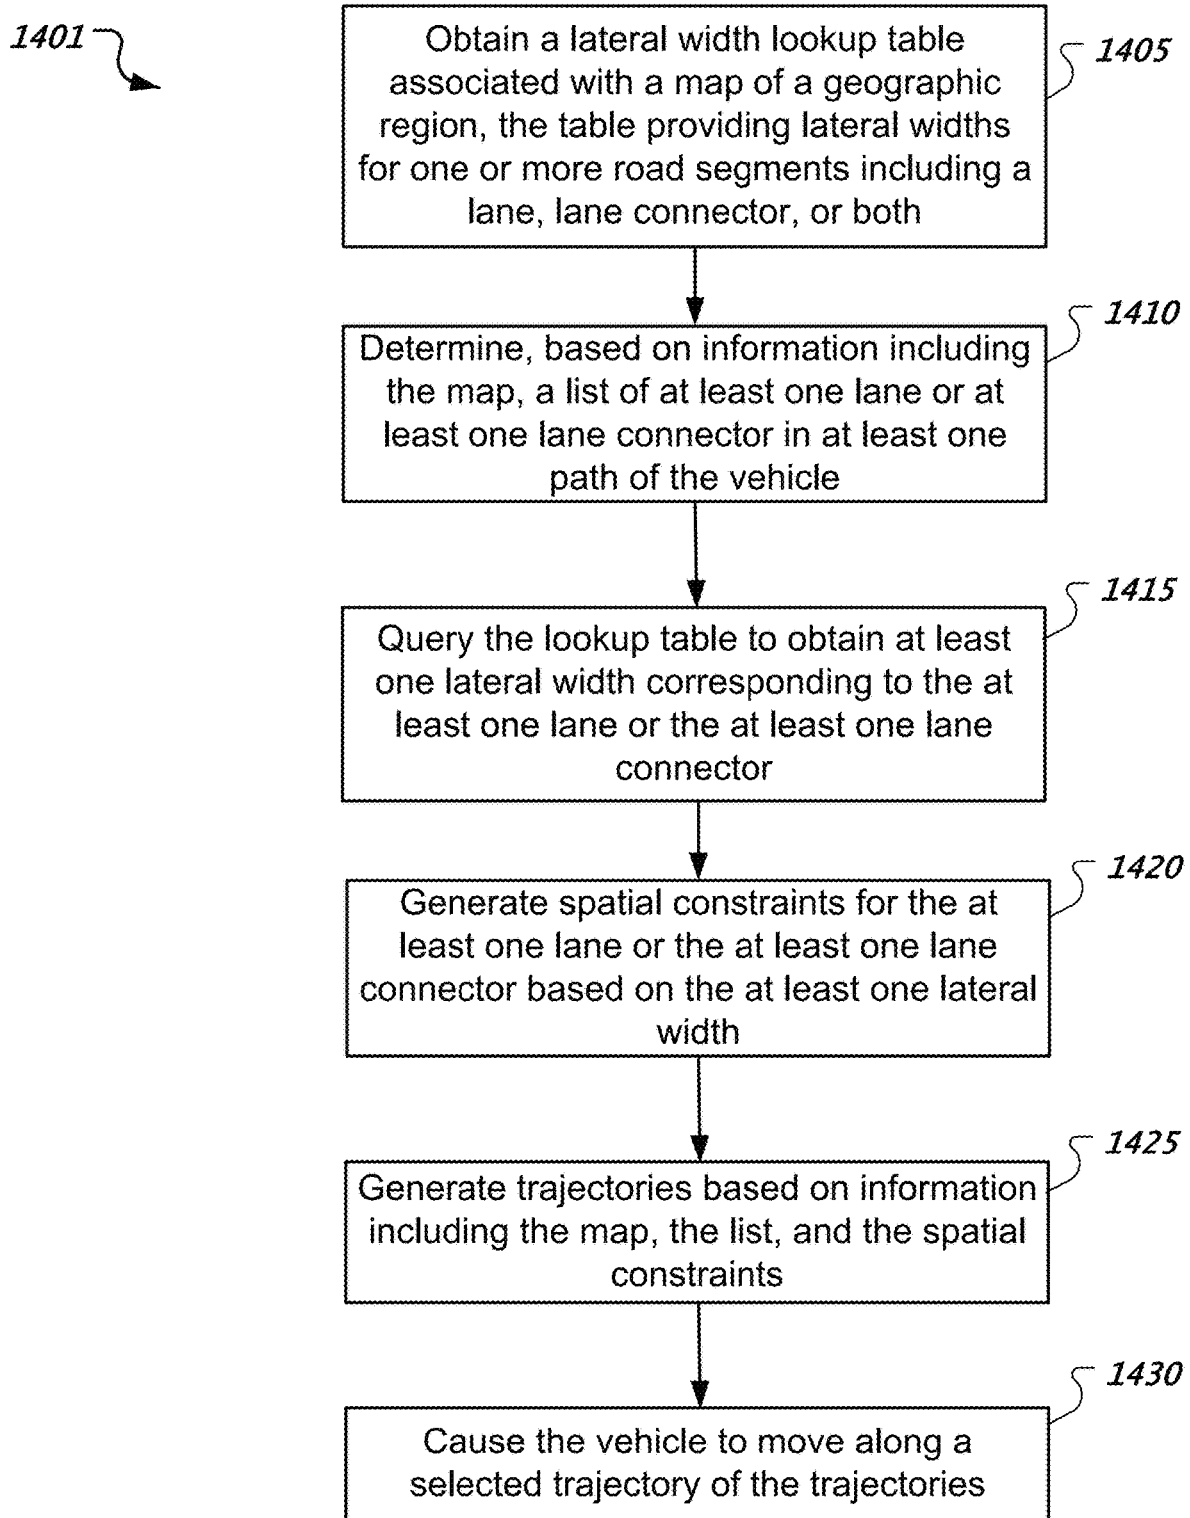 1401
Obtain a lateral width lookup table
associated with a map of a geographic
region, the table providing lateral widths
for one or more road segments including a
lane, lane connector, or both
1405
Determine, based on information including
the map, a list of at least one lane or at
least one lane connector in at least one
path of the vehicle
1410
Query the lookup table to obtain at least
one lateral width corresponding to the at
least one lane or the at least one lane
connector
1415
Generate spatial constraints for the at
least one lane or the at least one lane
connector based on the at least one lateral
width
1420
Generate trajectories based on information
including the map, the list, and the spatial
constraints
1425
Cause the vehicle to move along a
selected trajectory of the trajectories
1430